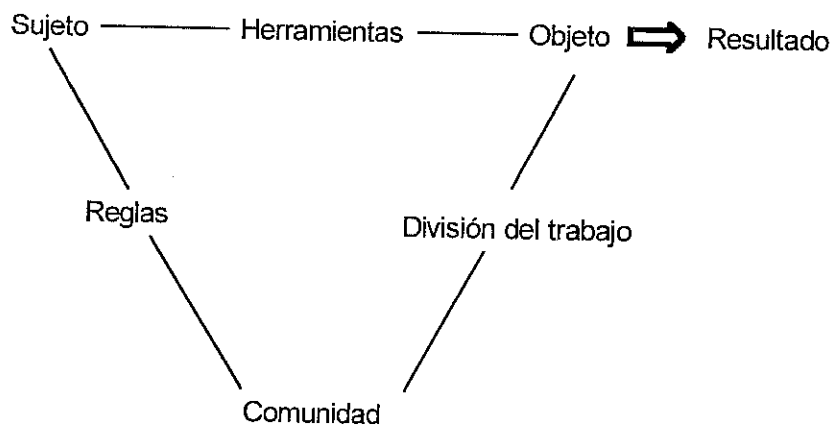 Sujeto Herramientas Objeto Resultado
Reglas División del trabajo
Comunidad